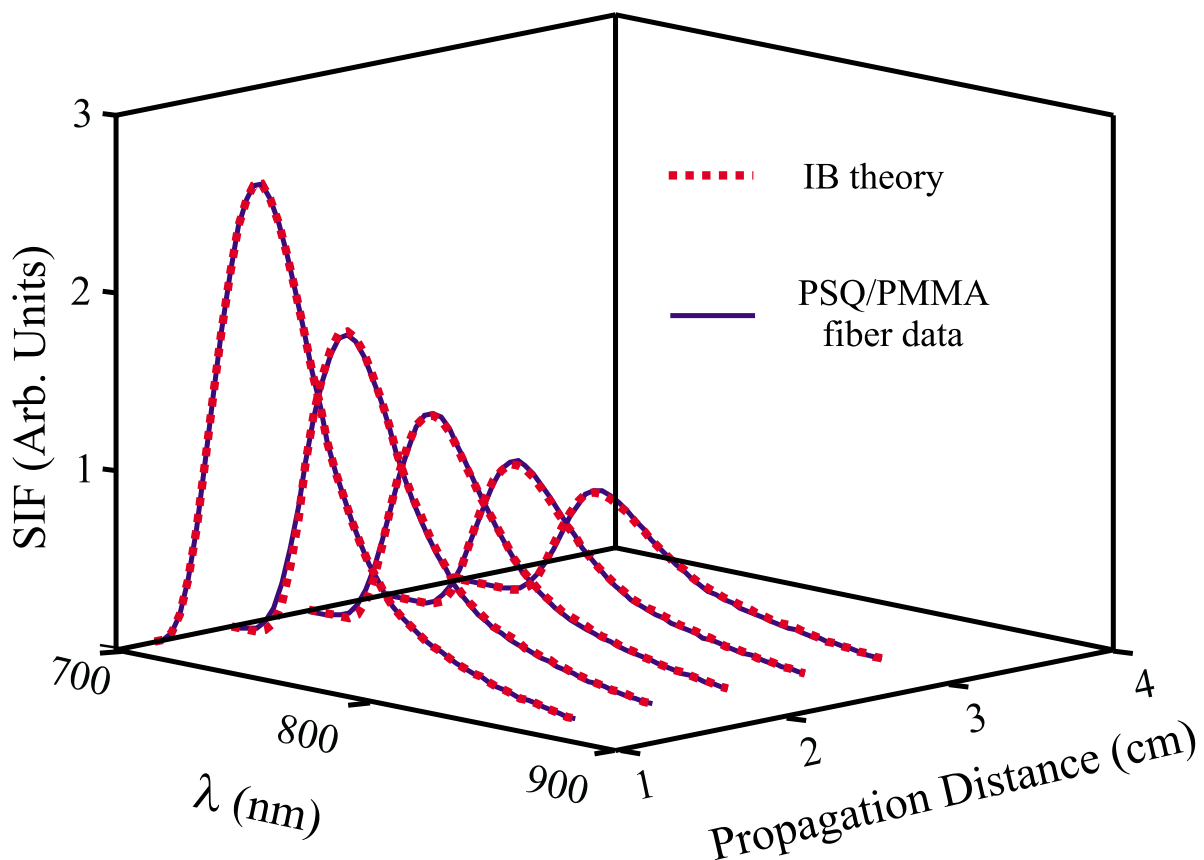 3
2
1
SIF (Arb. Units)
IB theory
PSQ/PMMA
fiber data
700
800
900
λ (nm)
1
2
3
4
Propagation Distance (cm)